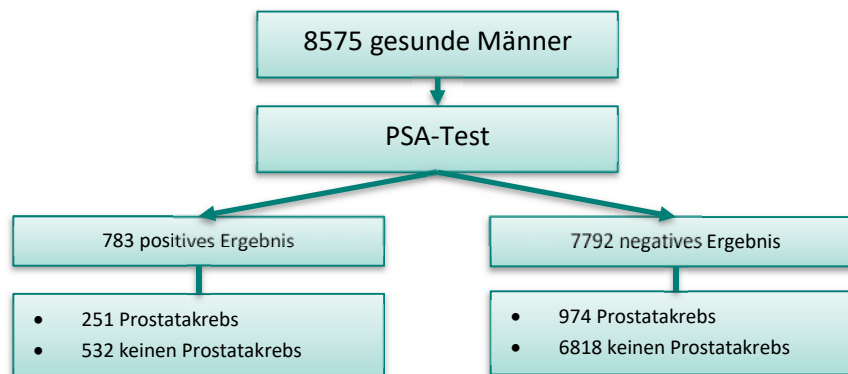 8575 gesunde Männer
PSA-Test
783 positives Ergebnis
7792 negatives Ergebnis
• 251 Prostatakrebs
• 532 keinen Prostatakrebs
• 974 Prostatakrebs
• 6818 keinen Prostatakrebs